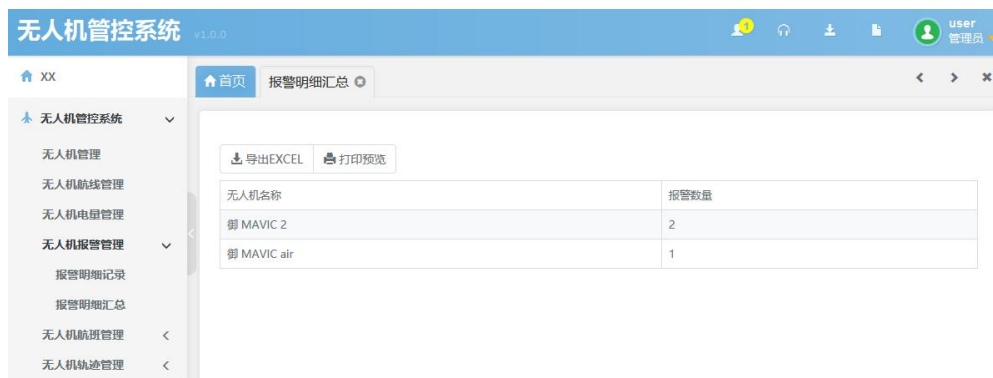 无人机管控系统 v1.0.0
1
user
管理员
XX
首页
报警明细汇总
无人机管控系统
无人机管理
无人机航线管理
无人机电量管理
无人机报警管理
报警明细记录
报警明细汇总
无人机航班管理
无人机轨迹管理
导出EXCEL
打印预览
无人机名称 报警数量
御 MAVIC 2 2
御 MAVIC air 1